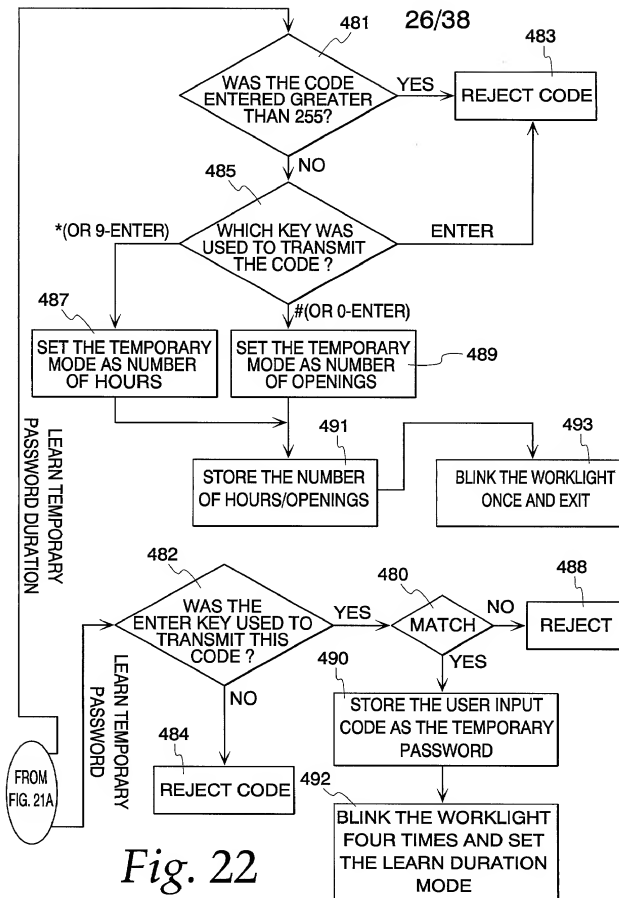 26/38
481
WAS THE CODE
ENTERED GREATER
THAN 255?
YES
483
REJECT CODE
NO
485
WHICH KEY WAS
USED TO TRANSMIT
THE CODE ?
*(OR 9-ENTER)
ENTER
#(OR 0-ENTER)
487
SET THE TEMPORARY
MODE AS NUMBER
OF HOURS
SET THE TEMPORARY
MODE AS NUMBER
OF OPENINGS
489
491
STORE THE NUMBER
OF HOURS/OPENINGS
493
BLINK THE WORKLIGHT
ONCE AND EXIT
LEARN TEMPORARY
PASSWORD DURATION
482
WAS THE
ENTER KEY USED TO
TRANSMIT THIS
CODE ?
YES
480
MATCH
NO
488
REJECT
YES
NO
490
STORE THE USER INPUT
CODE AS THE TEMPORARY
PASSWORD
LEARN TEMPORARY
PASSWORD
484
REJECT CODE
492
BLINK THE WORKLIGHT
FOUR TIMES AND SET
THE LEARN DURATION
MODE
FROM
FIG. 21A
Fig. 22